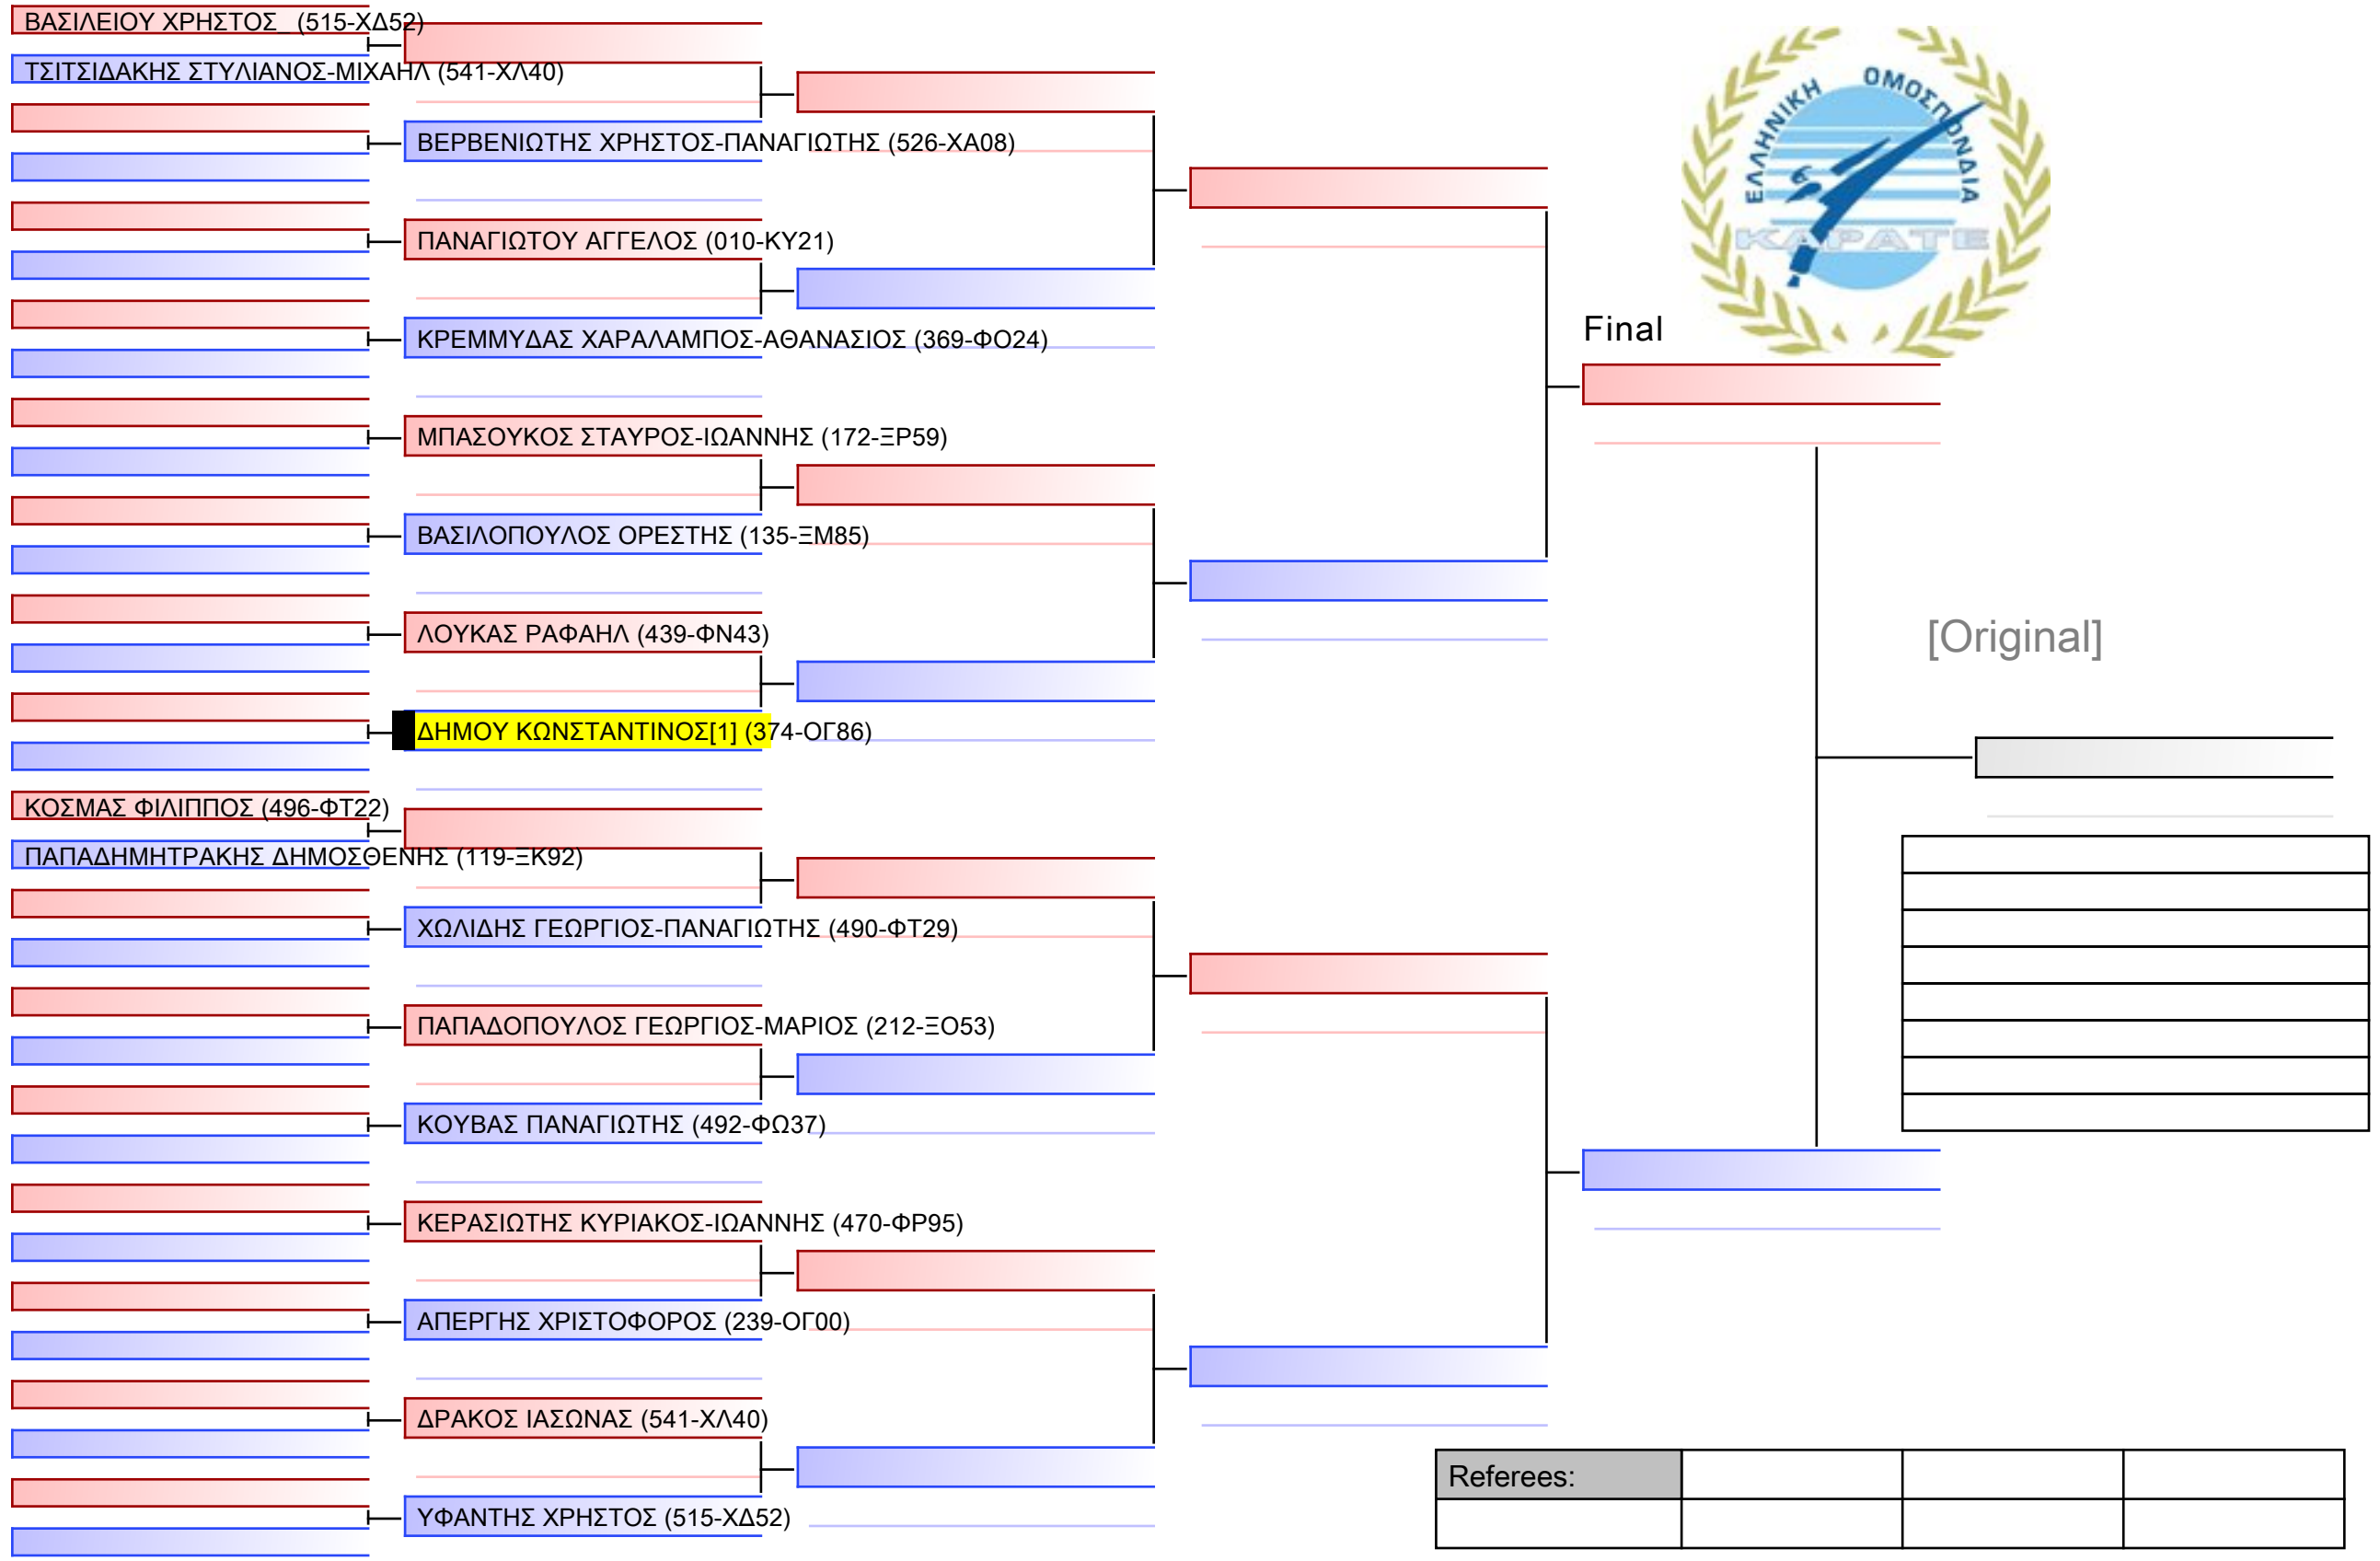 ΒΑΣΙΛΕΙΟΥ ΧΡΗΣΤΟΣ_ (515-ΧΔ52)
ΤΣΙΤΣΙΔΑΚΗΣ ΣΤΥΛΙΑΝΟΣ-ΜΙΧΑΗΛ (541-ΧΛ40)
ΒΕΡΒΕΝΙΩΤΗΣ ΧΡΗΣΤΟΣ-ΠΑΝΑΓΙΩΤΗΣ (526-ΧΑ08)
ΠΑΝΑΓΙΩΤΟΥ ΑΓΓΕΛΟΣ (010-ΚΥ21)
ΚΡΕΜΜΥΔΑΣ ΧΑΡΑΛΑΜΠΟΣ-ΑΘΑΝΑΣΙΟΣ (369-ΦΟ24)
ΜΠΑΣΟΥΚΟΣ ΣΤΑΥΡΟΣ-ΙΩΑΝΝΗΣ (172-ΞΡ59)
ΒΑΣΙΛΟΠΟΥΛΟΣ ΟΡΕΣΤΗΣ (135-ΞΜ85)
ΛΟΥΚΑΣ ΡΑΦΑΗΛ (439-ΦΝ43)
ΔΗΜΟΥ ΚΩΝΣΤΑΝΤΙΝΟΣ[1] (374-ΟΓ86)
ΚΟΣΜΑΣ ΦΙΛΙΠΠΟΣ (496-ΦΤ22)
ΠΑΠΑΔΗΜΗΤΡΑΚΗΣ ΔΗΜΟΣΘΕΝΗΣ (119-ΞΚ92)
ΧΩΛΙΔΗΣ ΓΕΩΡΓΙΟΣ-ΠΑΝΑΓΙΩΤΗΣ (490-ΦΤ29)
ΠΑΠΑΔΟΠΟΥΛΟΣ ΓΕΩΡΓΙΟΣ-ΜΑΡΙΟΣ (212-ΞΟ53)
ΚΟΥΒΑΣ ΠΑΝΑΓΙΩΤΗΣ (492-ΦΩ37)
ΚΕΡΑΣΙΩΤΗΣ ΚΥΡΙΑΚΟΣ-ΙΩΑΝΝΗΣ (470-ΦΡ95)
ΑΠΕΡΓΗΣ ΧΡΙΣΤΟΦΟΡΟΣ (239-ΟΓ00)
ΔΡΑΚΟΣ ΙΑΣΩΝΑΣ (541-ΧΛ40)
ΥΦΑΝΤΗΣ ΧΡΗΣΤΟΣ (515-ΧΔ52)
ΕΛΛΗΝΙΚΗ ΟΜΟΣΠΟΝΔΙΑ
ΚΑΡΑΤΕ
Final
[Original]
Referees: